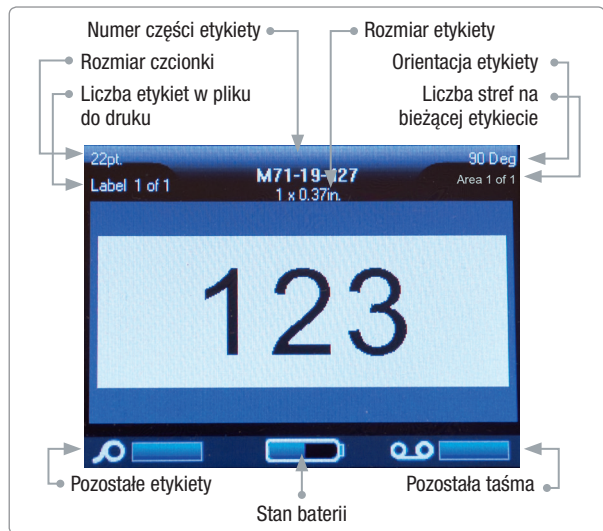 Numer części etykiety
Rozmiar etykiety
Rozmiar czcionki
Orientacja etykiety
Liczba etykiet w pliku
do druku
Liczba stref na
bieżącej etykiecie
22pt.
90 Deg
M71-19-427
Label 1 of 1
Area 1 of 1
1 x 0.37in.
123
Pozostałe etykiety
Pozostała taśma
Stan baterii